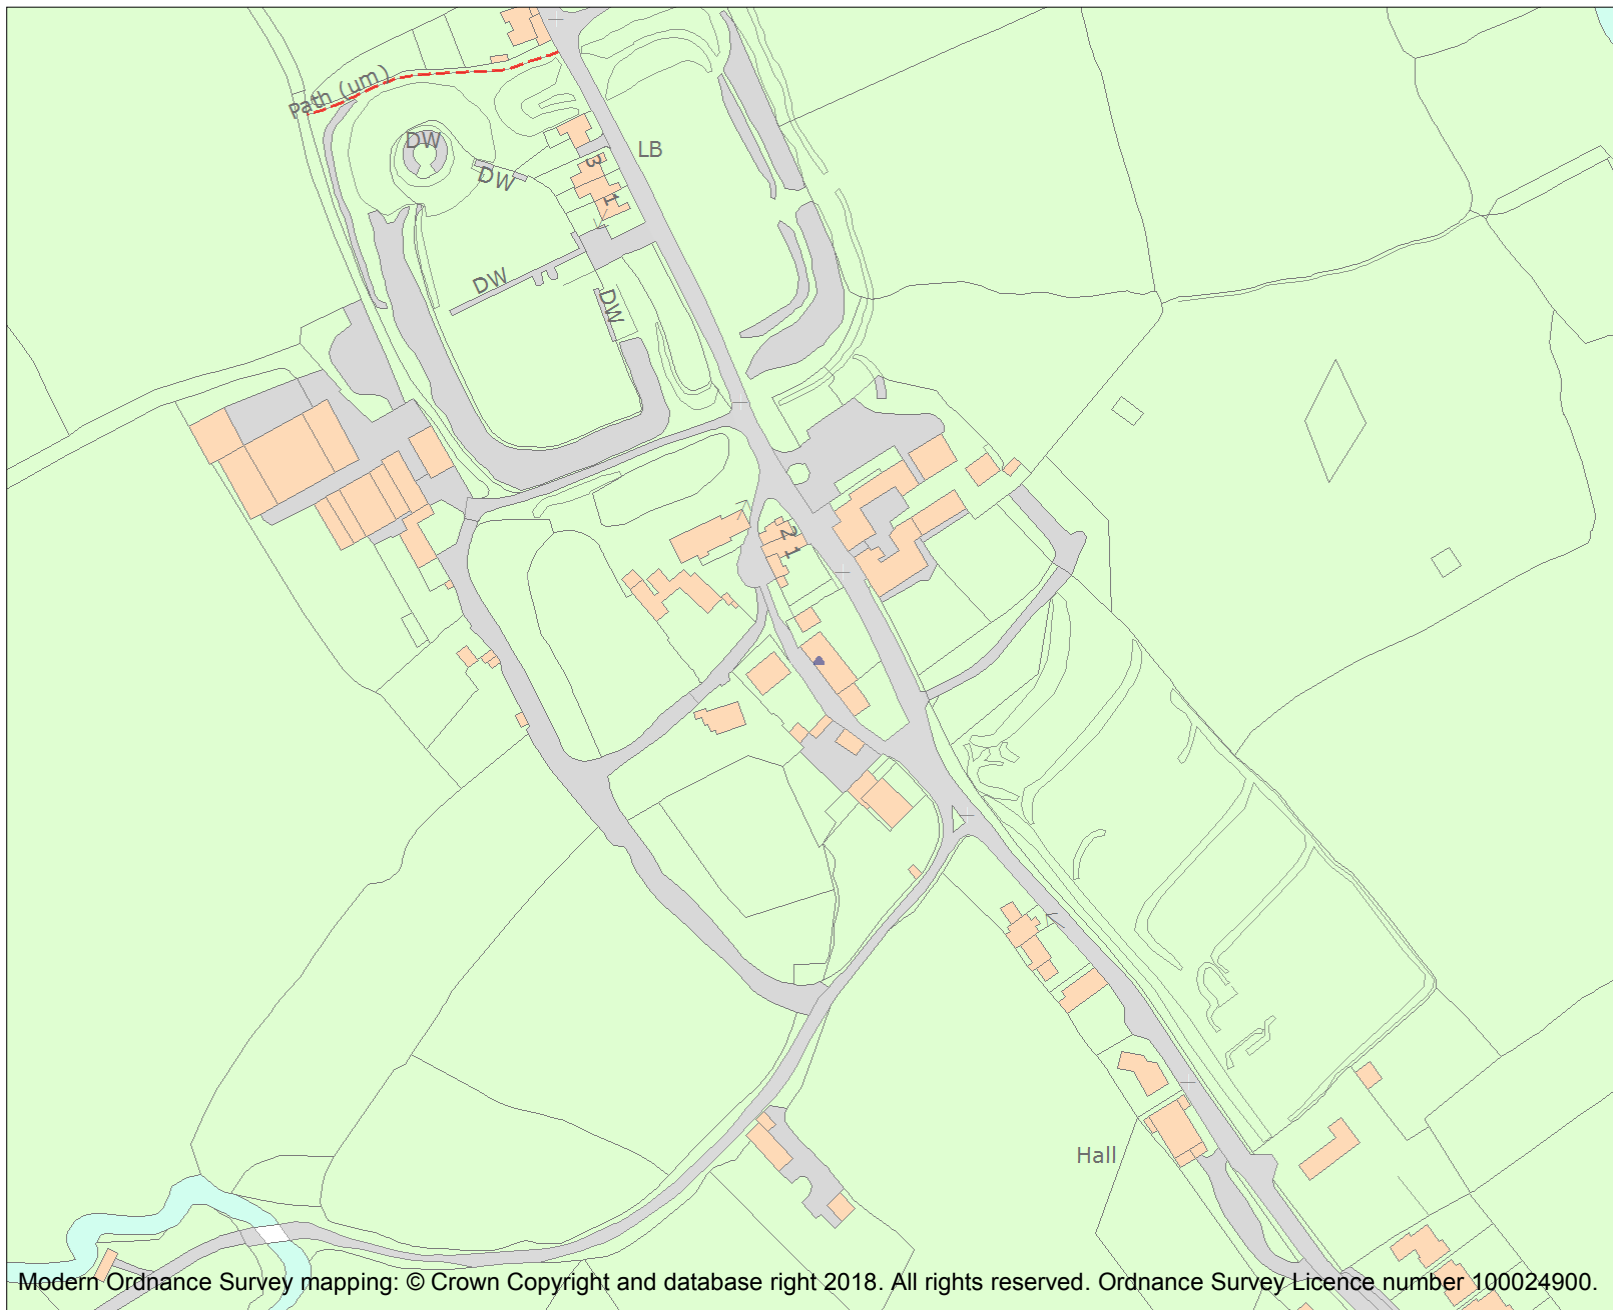 Path (um)
DW
DW
LB
3
1
DW
DW
2
1
Hall
Modern Ordnance Survey mapping: © Crown Copyright and database right 2018. All rights reserved. Ordnance Survey Licence number 100024900.